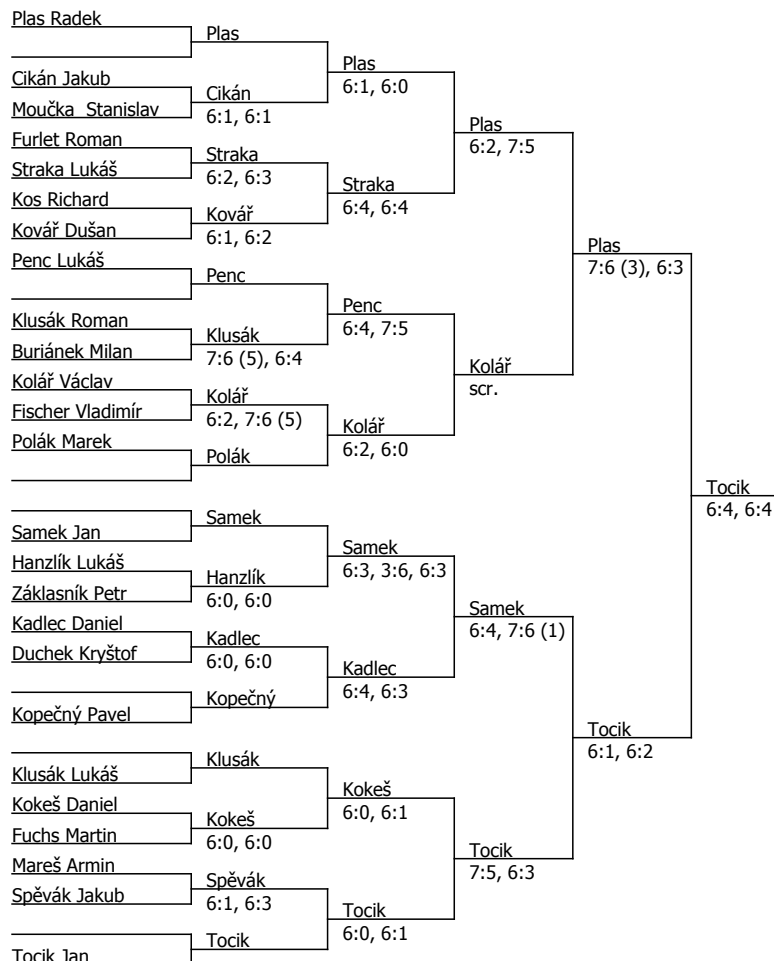 Plas Radek
Cikán Jakub
Moučka  Stanislav
Furlet Roman
Straka Lukáš
Kos Richard
Kovář Dušan
Penc Lukáš
Klusák Roman
Buriánek Milan
Kolář Václav
Fischer Vladimír
Polák Marek
Samek Jan
Hanzlík Lukáš
Záklasník Petr
Kadlec Daniel
Duchek Kryštof
Kopečný Pavel
Klusák Lukáš
Kokeš Daniel
Fuchs Martin
Mareš Armin
Spěvák Jakub
Tocik Jan
Plas
Cikán
6:1, 6:1
Straka
6:2, 6:3
Kovář
6:1, 6:2
Penc
Klusák
7:6 (5), 6:4
Kolář
6:2, 7:6 (5)
Polák
Samek
Hanzlík
6:0, 6:0
Kadlec
6:0, 6:0
Kopečný
Klusák
Kokeš
6:0, 6:0
Spěvák
6:1, 6:3
Tocik
Plas
6:1, 6:0
Straka
6:4, 6:4
Penc
6:4, 7:5
Kolář
6:2, 6:0
Samek
6:3, 3:6, 6:3
Kadlec
6:4, 6:3
Kokeš
6:0, 6:1
Tocik
6:0, 6:1
Plas
6:2, 7:5
Kolář
scr.
Samek
6:4, 7:6 (1)
Tocik
7:5, 6:3
Plas
7:6 (3), 6:3
Tocik
6:1, 6:2
Tocik
6:4, 6:4